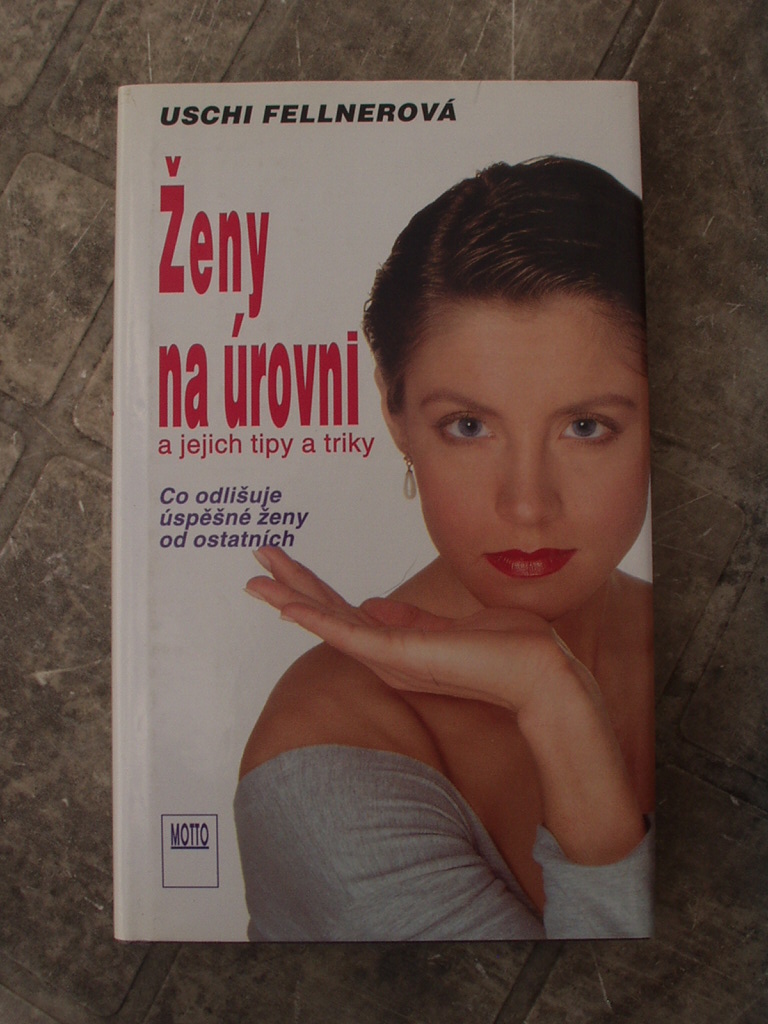 USCHI FELLNEROVÁ
Ženy
na úrovni
a jejich tipy a triky
Co odlišuje
úspěšné ženy
od ostatních
MOTTO